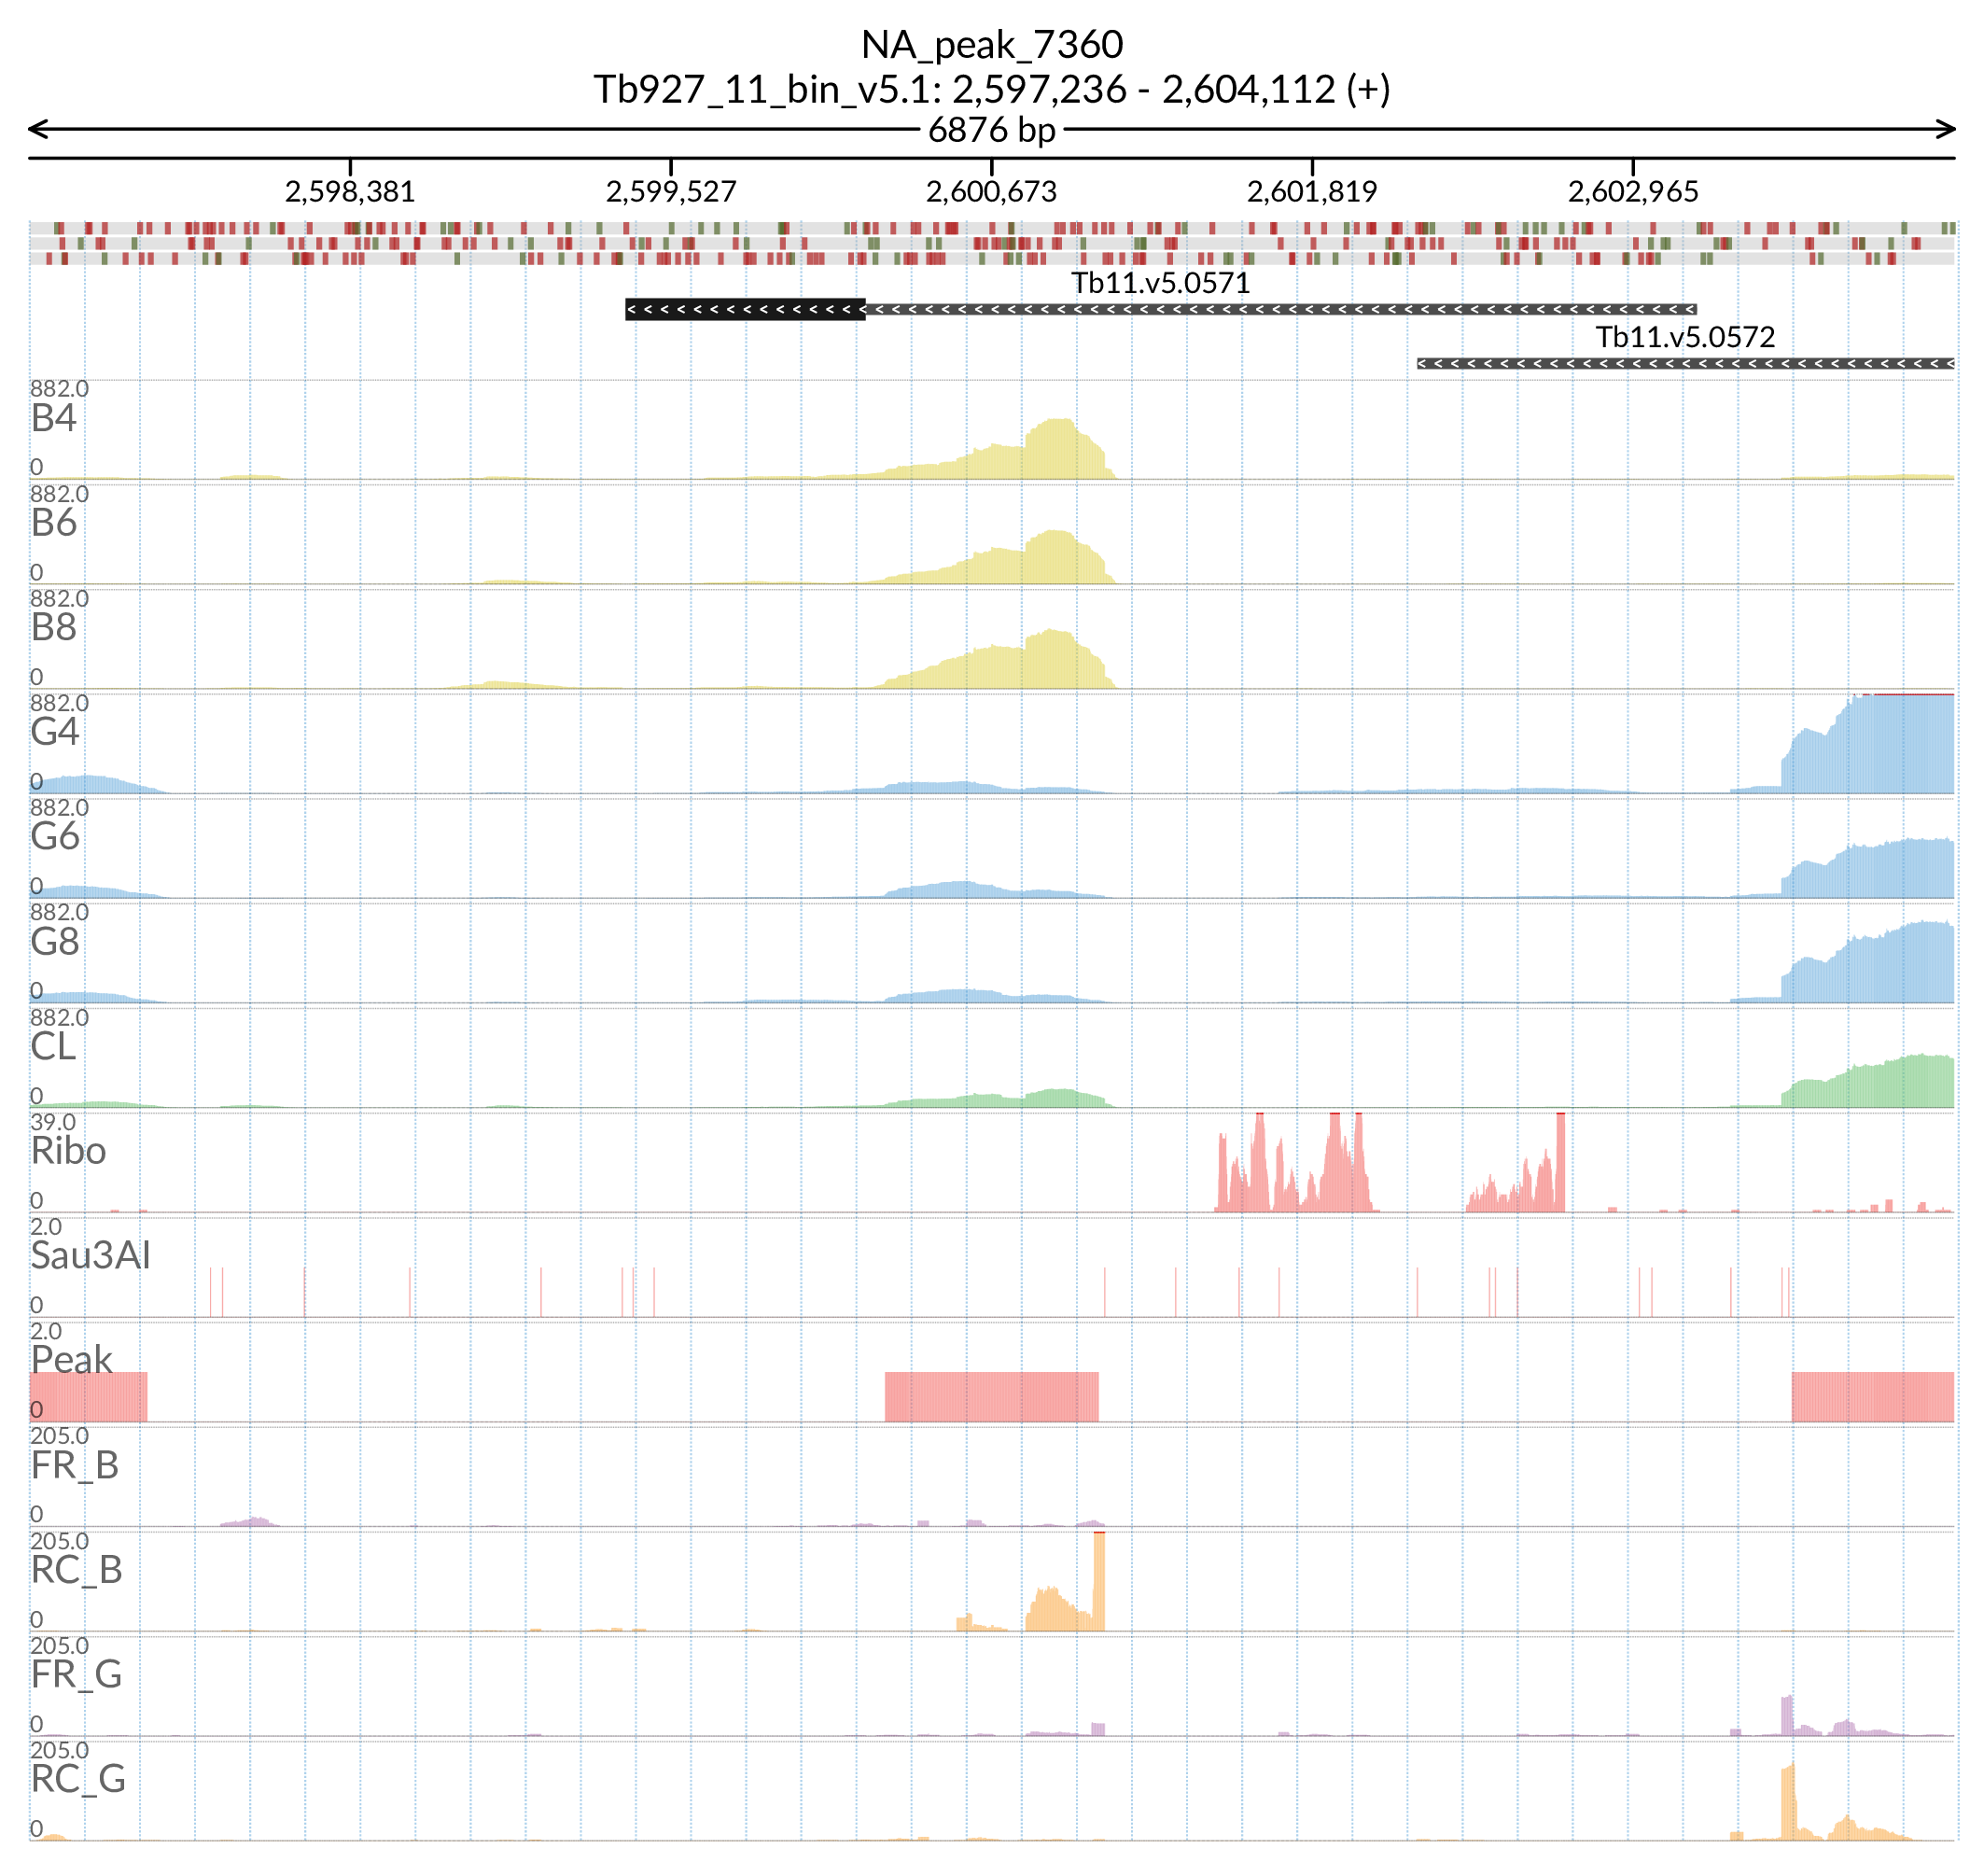 NA_peak_7360
Tb927_11_bin_v5.1: 2,597,236 - 2,604,112 (+)
6876 bp
2,598,381 2,599,527 2,600,673 2,601,819 2,602,965
Tb11.v5.0571
Tb11.v5.0572
882.0
B4
0
882.0
B6
0
882.0
B8
0
882.0
G4
0
882.0
G6
0
882.0
G8
0
882.0
CL
0
39.0
Ribo
0
2.0
Sau3AI
0
2.0
Peak
0
205.0
FR_B
0
205.0
RC_B
0
205.0
FR_G
0
205.0
RC_G
0